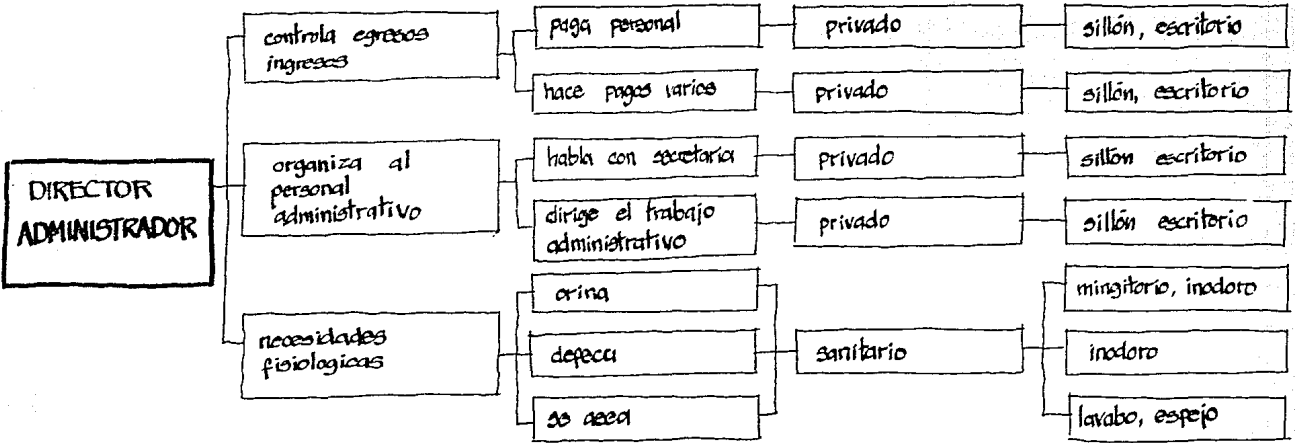 DIRECTOR
ADMINISTRADOR
controla egresos
ingresos
paga personal
privado
sillón, escritorio
hace pagos varios
privado
sillón, escritorio
organiza al
personal
administrativo
habla con secretaria
privado
sillón escritorio
dirige el trabajo
administrativo
privado
sillón escritorio
necesidades
fisiologicas
orina
defeca
se asea
sanitario
mingitorio, inodoro
inodoro
lavabo, espejo